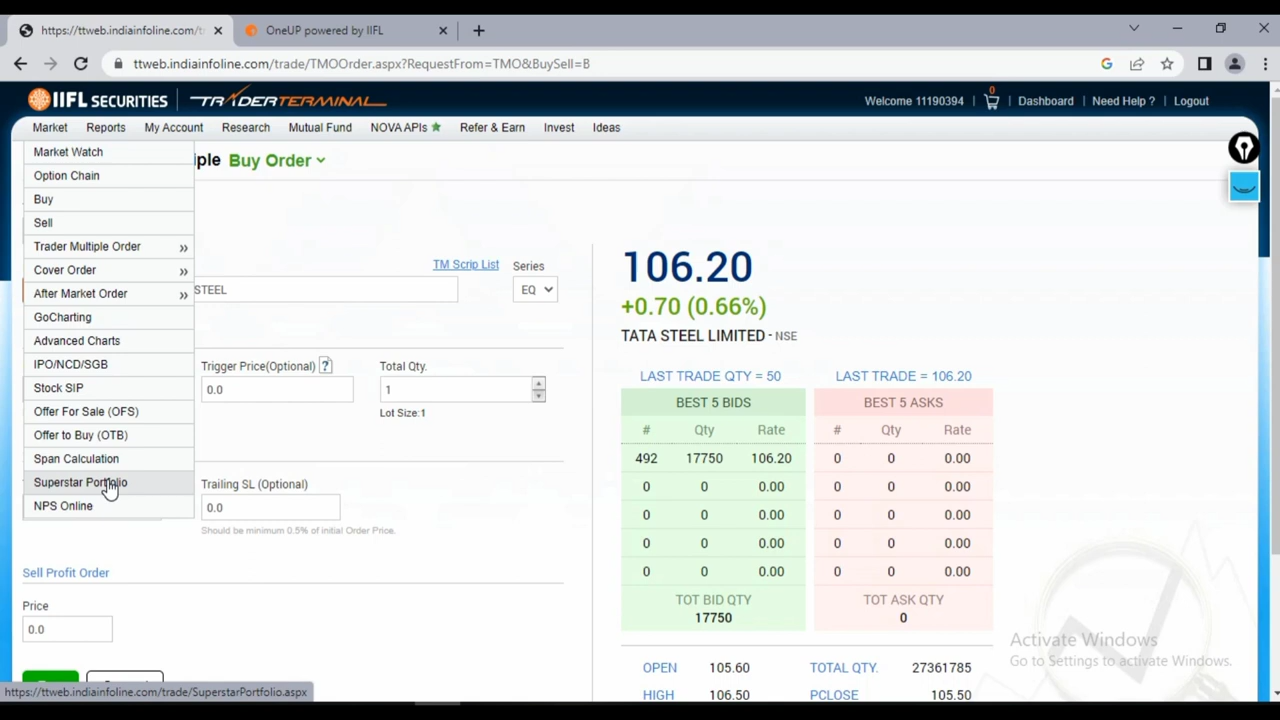 https://ttweb.indiainfoline.com/tr
OneUP powered by IIFL
ttweb.indiainfoline.com/trade/TMOOrder.aspx?RequestFrom=TMO&BuySell=B
IIFL SECURITIES TRADER TERMINAL
Welcome 11190394 | 0 | Dashboard | Need Help ? | Logout
Market Reports My Account Research Mutual Fund NOVA APIs Refer & Earn Invest Ideas
Market Watch
Option Chain
Buy
Sell
Trader Multiple Order »
Cover Order »
After Market Order »
GoCharting
Advanced Charts
IPO/NCD/SGB
Stock SIP
Offer For Sale (OFS)
Offer to Buy (OTB)
Span Calculation
Superstar Portfolio
NPS Online
iple Buy Order
TM Scrip List Series
STEEL EQ
Trigger Price(Optional) ? Total Qty.
0.0 1
Lot Size:1
Trailing SL (Optional)
0.0
Should be minimum 0.5% of initial Order Price.
Sell Profit Order
Price
0.0
106.20
+0.70 (0.66%)
TATA STEEL LIMITED - NSE
LAST TRADE QTY = 50 LAST TRADE = 106.20
BEST 5 BIDS BEST 5 ASKS
# Qty Rate # Qty Rate
492 17750 106.20 0 0 0.00
0 0 0.00 0 0 0.00
0 0 0.00 0 0 0.00
0 0 0.00 0 0 0.00
0 0 0.00 0 0 0.00
TOT BID QTY TOT ASK QTY
17750 0
OPEN 105.60 TOTAL QTY. 27361785
HIGH 106.50 PCLOSE 105.50
Activate Windows
Go to Settings to activate Windows.
https://ttweb.indiainfoline.com/trade/SuperstarPortfolio.aspx